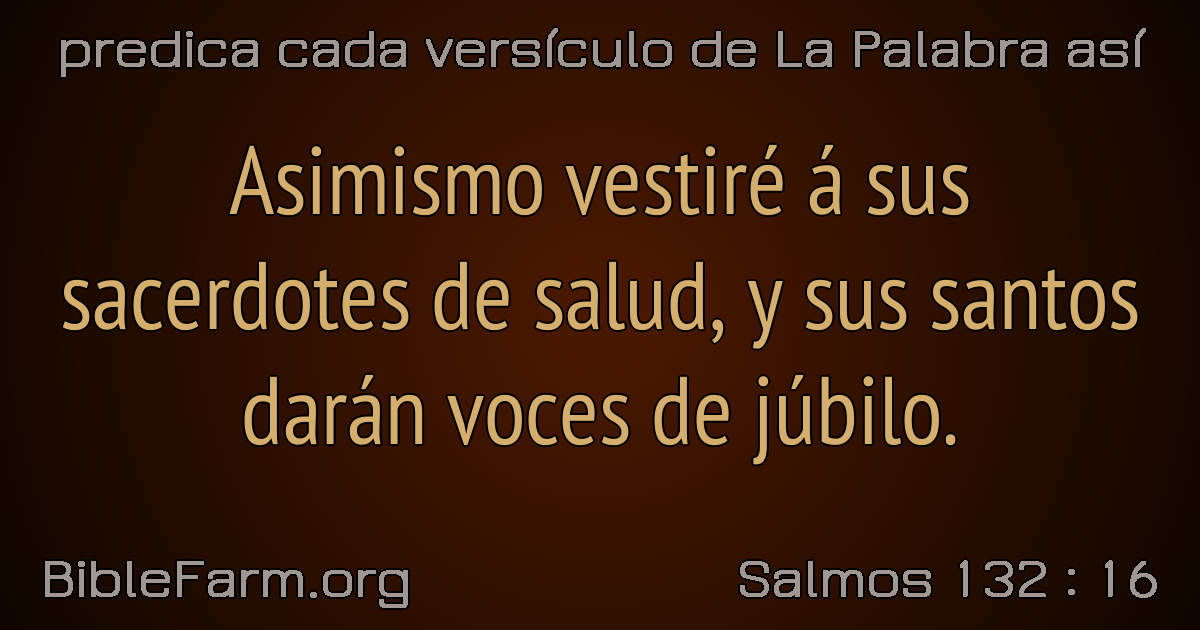 predica cada versículo de La Palabra así
Asimismo vestiré á sus
sacerdotes de salud, y sus santos
darán voces de júbilo.
BibleFarm.org
Salmos 132 : 16